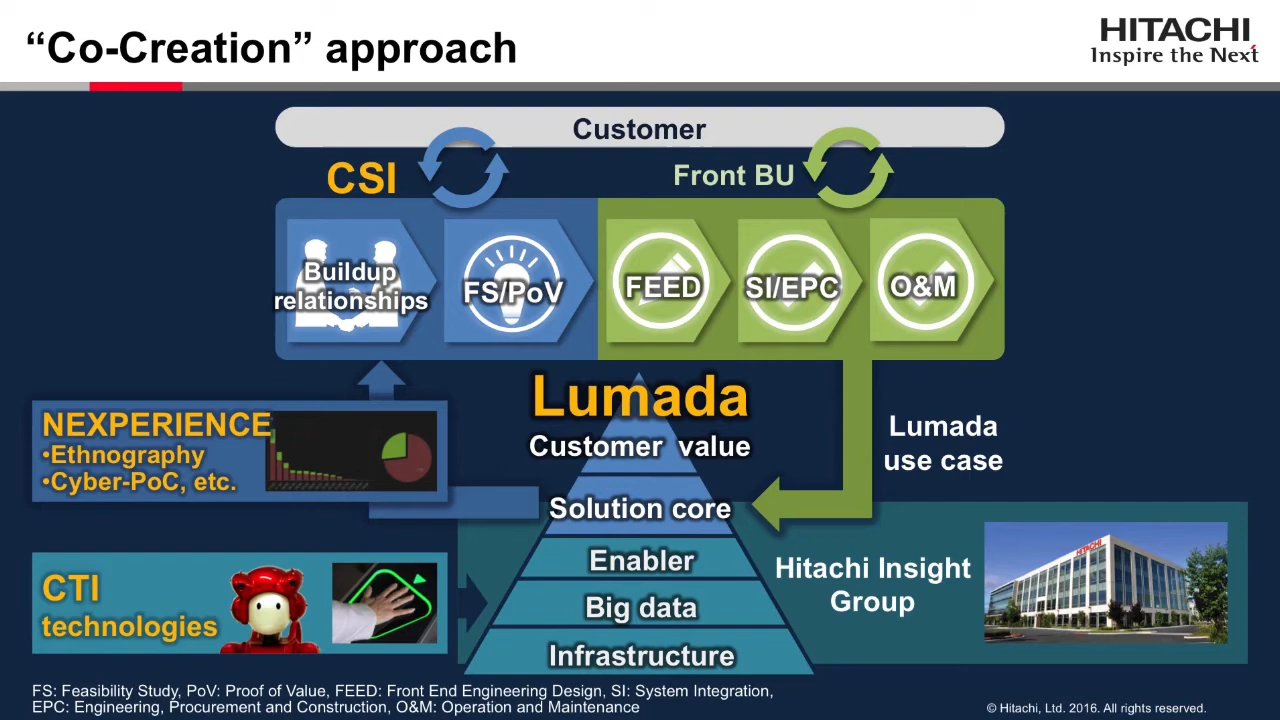 “Co-Creation” approach
HITACHI
Inspire the Next
Customer
CSI
Front BU
Buildup
relationships
FS/PoV
FEED
SI/EPC
O&M
Lumada
Customer value
Lumada
use case
NEXPERIENCE
•Ethnography
•Cyber-PoC, etc.
Solution core
Enabler
Big data
Infrastructure
CTI
technologies
Hitachi Insight
Group
HITACHI
FS: Feasibility Study, PoV: Proof of Value, FEED: Front End Engineering Design, SI: System Integration,
EPC: Engineering, Procurement and Construction, O&M: Operation and Maintenance
© Hitachi, Ltd. 2016. All rights reserved.